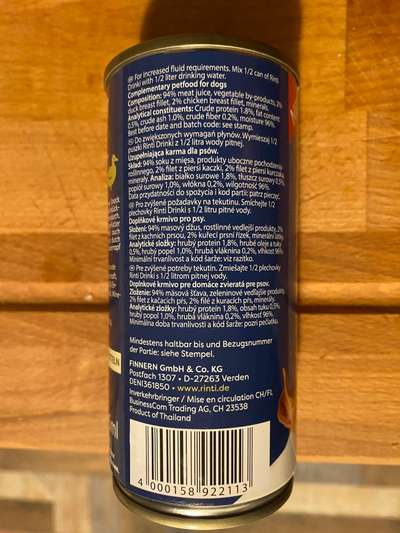 For increased fluid requirements. Mix 1/2 can of Rinti
Drinki with 1/2 liter drinking water.
Complementary petfood for dogs
Composition: 94% meat juice, vegetable by-products, 2%
duck breast fillet, 2% chicken breast fillet, minerals.
Analytical constituents: Crude protein 1.8%, fat content
0.5%, crude ash 1.0%, crude fiber 0.2%, moisture 96%.
Best before date and batch code: see stamp.
Do zwiększonych wymagań płynów. Wymieszaj 1/2
puszki Rinti Drinki z 1/2 litra wody pitnej.
Uzupełniająca karma dla psów.
Skład: 94% soku z mięsa, produkty uboczne pochodzenia
roślinnego, 2% filet z piersi kaczki, 2% filet z piersi kurczaka,
minerały. Analiza: białko surowe 1,8%, tłuszcz surowy 0,5%,
popiół surowy 1,0%, włókna 0,2%, wilgotność 96%
Data przydatności do spożycia i kod partii: patrz pieczęć.
Pro zvýšené požadavky na tekutinu. Smíchejte 1/2
plechovky Rinti Drinki s 1/2 litru pitné vody.
Doplňkové krmivo pro psy.
Složení: 94% masový džus, rostlinné vedlejší produkty, 2%
filet z kachních prsou, 2% kuřecí prsní řízek, minerální látky.
Analytické složky: hrubý protein 1,8%, hrubé oleje a tuky
0,5%, hrubý popel 1,0%, hrubá vláknina 0,2%, vlhkost 96%.
Minimální trvanlivost a kód šarže: viz razítko.
Pre zvýšené potreby tekutín. Zmiešajte 1/2 plechovky
Rinti Drinki s 1/2 litrom pitnej vody.
Doplnkové krmivo pre domáce zvieratá pre psov.
Zloženie: 94% mäsová šťava, zeleninové vedľajšie produkty,
2% filet z kačacích pŕs, 2% filé z kuracích pŕs, minerály.
Analytické zložky: hrubý proteín 1,8%, obsah tuku 0,5%,
hrubý popol 1,0%, hrubá vláknina 0,2%, vlhkosť 96%.
Minimálna doba trvanlivosti a kód šarže: pozri pečiatku.
Mindestens haltbar bis und Bezugsnummer
der Partie: siehe Stempel.
FINNERN GmbH & Co. KG
Postfach 1307 • D-27263 Verden
DENI361850 • www.rinti.de
Inverkehrbringer / Mise en circulation CH/FL
BusinessCom Trading AG, CH 23538
Product of Thailand
4 000158 922113